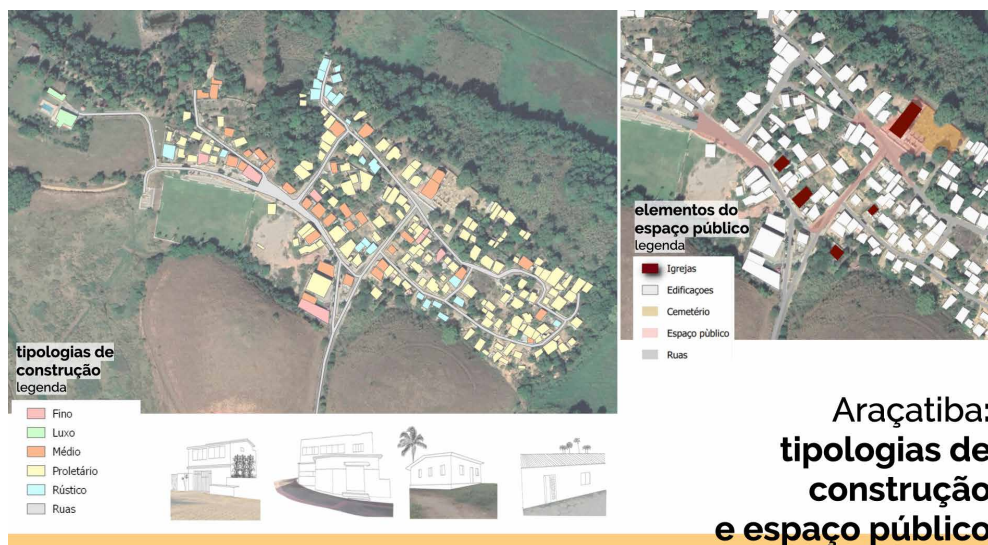 tipologias de
construção
legenda
Fino
Luxo
Médio
Proletário
Rústico
Ruas
elementos do
espaço público
legenda
Igrejas
Edificaçoes
Cemetério
Espaço pùblico
Ruas
Araçatiba:
tipologias de
construção
e espaço público